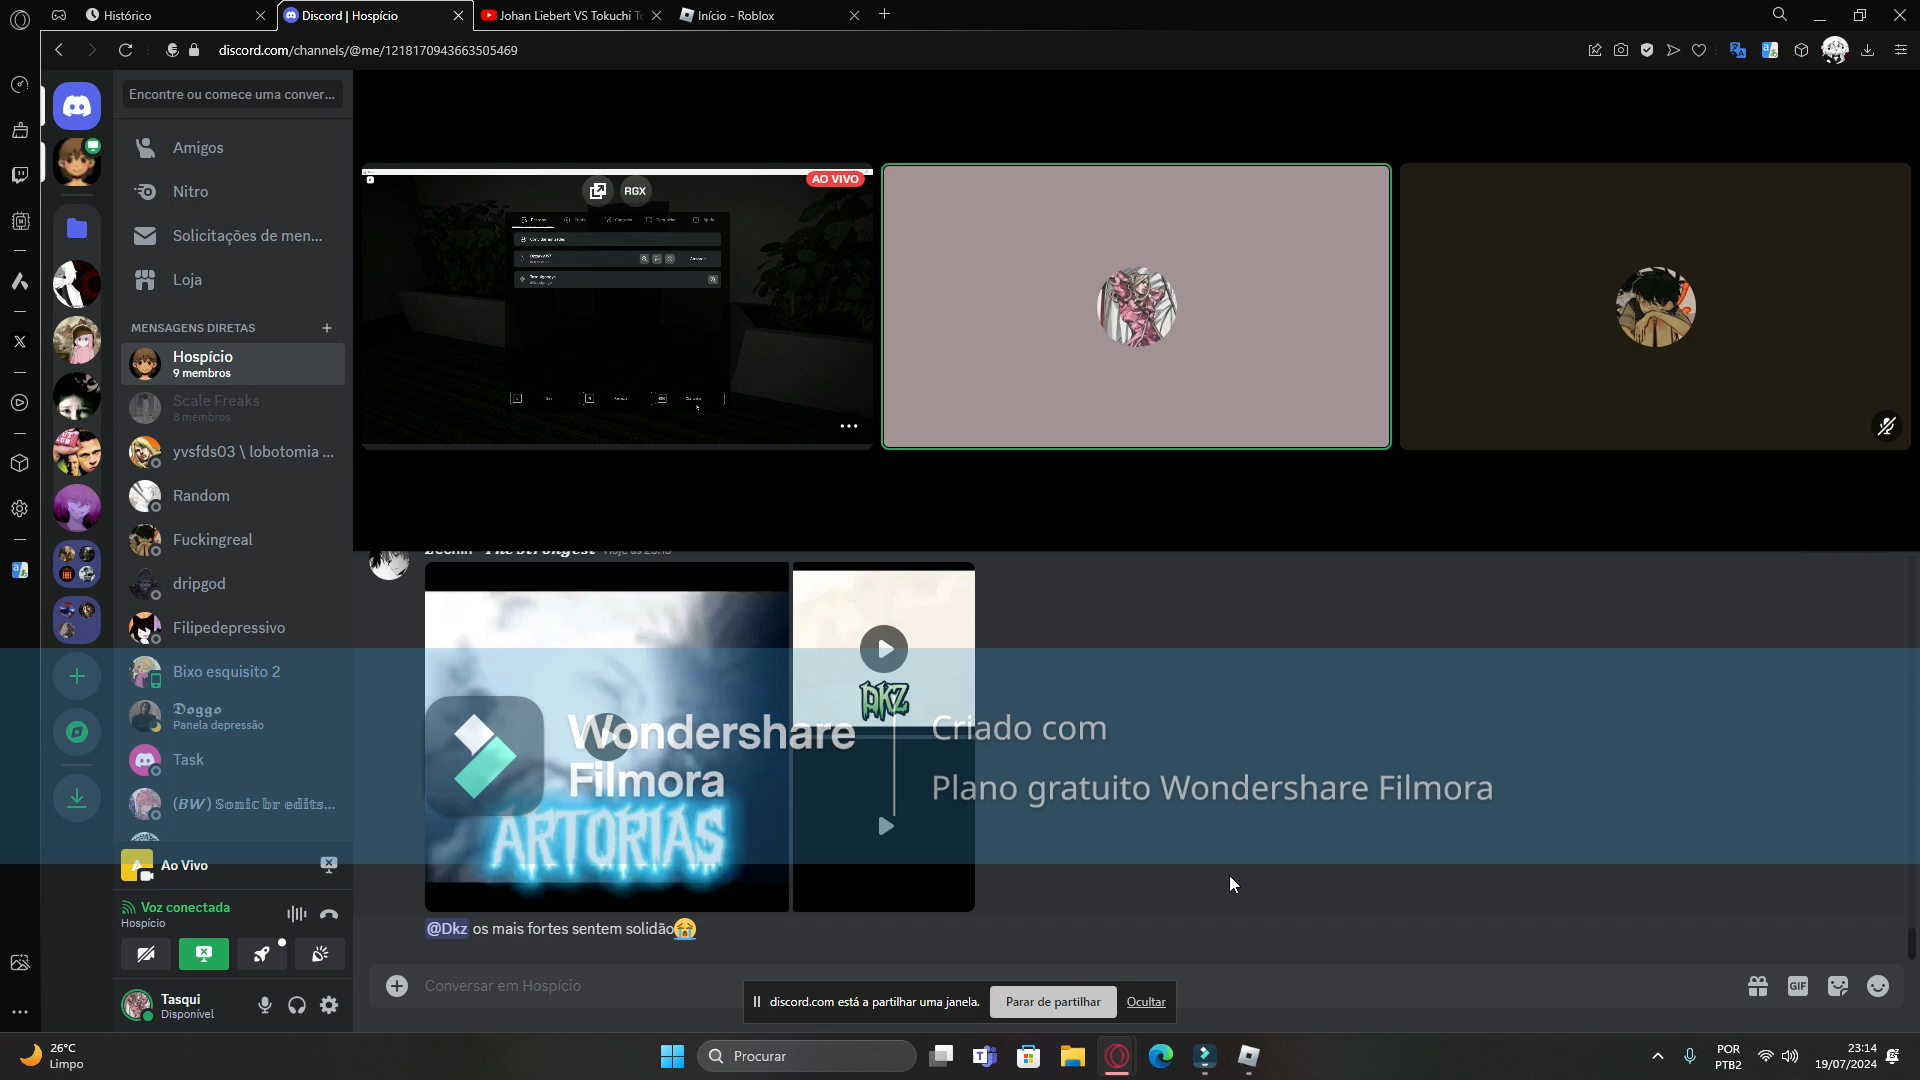 Histórico
Discord | Hospício
Johan Liebert VS Tokuchi To
Início - Roblox
discord.com/channels/@me/1218170943663505469
Encontre ou comece uma conver...
Amigos
Nitro
Solicitações de men...
Loja
MENSAGENS DIRETAS
Hospício
9 membros
Scale Freaks
8 membros
yvsfds03 \ lobotomia ...
Random
Fuckingreal
dripgod
Filipedepressivo
Bixo esquisito 2
𝕯𝖔𝖌𝖌𝖔
Panela depressão
Task
(𝑩𝑾) 𝕊𝕠𝕟𝕚𝕔 𝕓𝕣 𝕖𝕕𝕚𝕥𝕤...
A
Ao Vivo
Voz conectada
Hospício
Tasqui
Disponível
RGX
AO VIVO
DKZ
Wondershare
Filmora
Criado com
Plano gratuito Wondershare Filmora
ARTORIAS
@Dkz os mais fortes sentem solidão😭
Conversar em Hospício
GIF
discord.com está a partilhar uma janela.
Parar de partilhar
Ocultar
26°C
Limpo
Procurar
POR
PTB2
23:14
19/07/2024